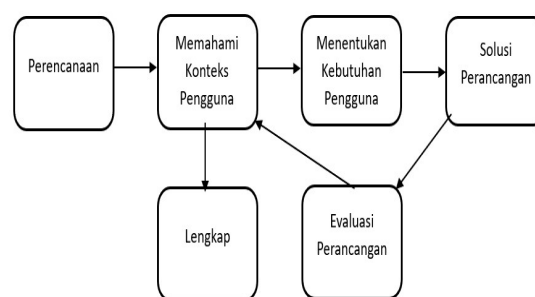 Perencanaan
Memahami
Konteks
Pengguna
Menentukan
Kebutuhan
Pengguna
Solusi
Perancangan
Lengkap
Evaluasi
Perancangan